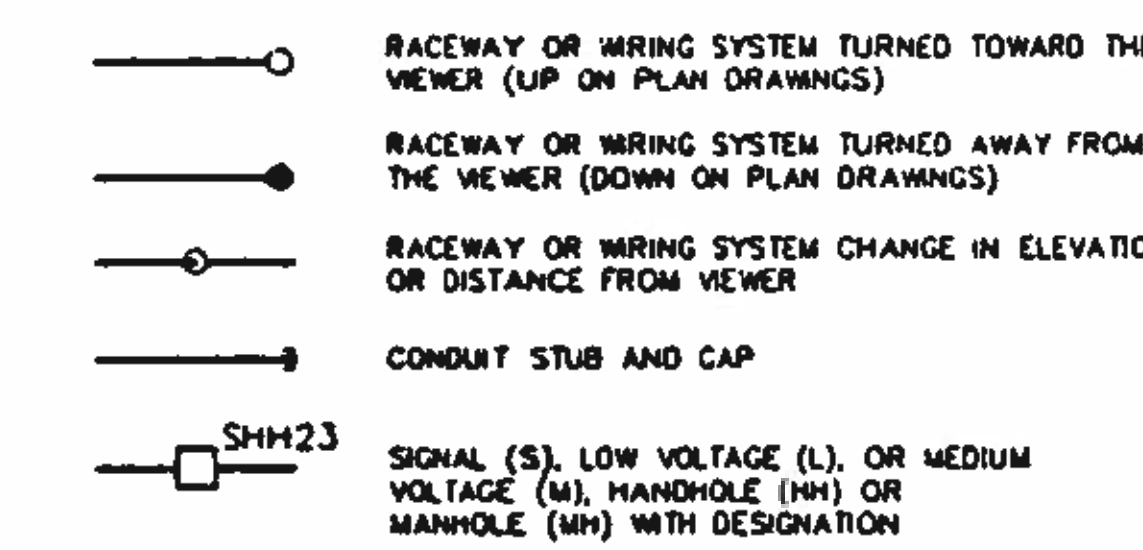 RACEWAY OR WIRING SYSTEM TURNED TOWARD TH
VIEWER (UP ON PLAN DRAWINGS)
RACEWAY OR WIRING SYSTEM TURNED AWAY FROM
THE VIEWER (DOWN ON PLAN DRAWINGS)
RACEWAY OR WIRING SYSTEM CHANGE IN ELEVATIO
OR DISTANCE FROM VIEWER
CONDUIT STUB AND CAP
SHH23
SIGNAL (S), LOW VOLTAGE (L), OR MEDIUM
VOLTAGE (M), HANDHOLE (HH) OR
MANHOLE (MH) WITH DESIGNATION